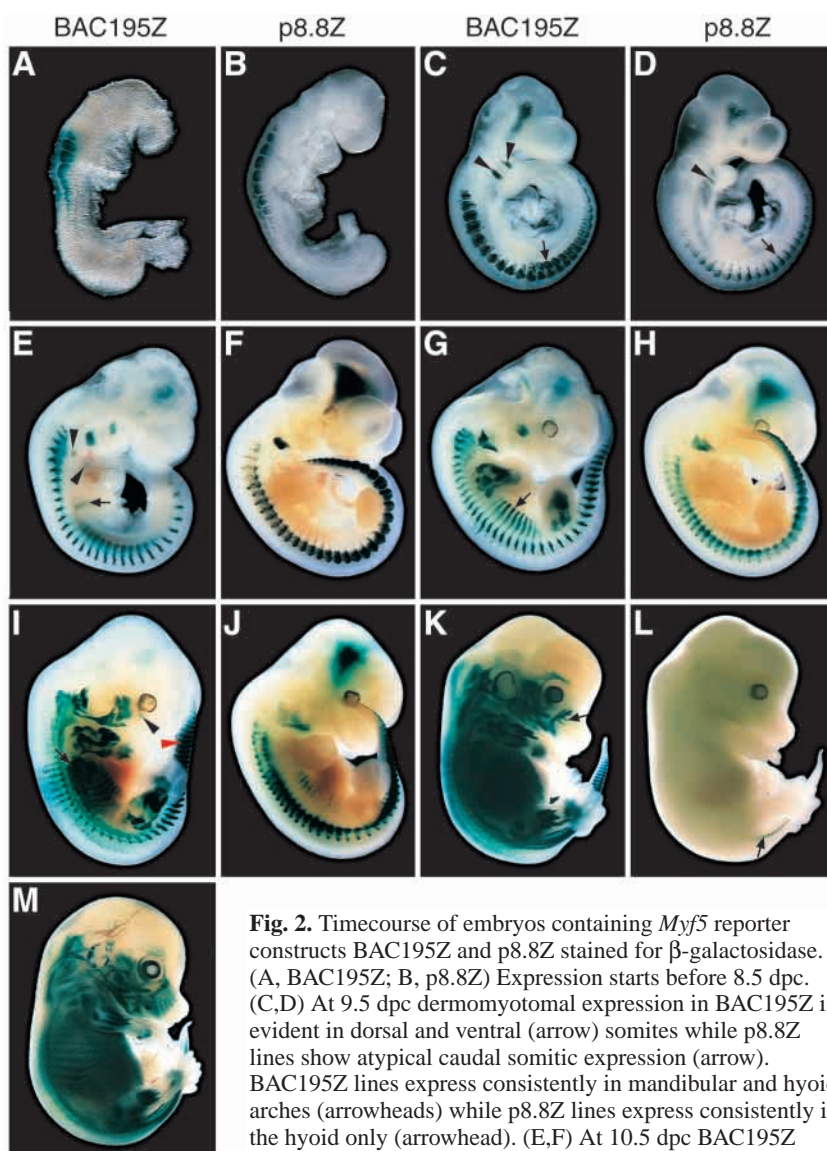 BAC195Z p8.8Z BAC195Z p8.8Z
A B C D
E F G H
I J K L
M
Fig. 2. Timecourse of embryos containing Myf5 reporter
constructs BAC195Z and p8.8Z stained for β-galactosidase.
(A, BAC195Z; B, p8.8Z) Expression starts before 8.5 dpc.
(C,D) At 9.5 dpc dermomyotomal expression in BAC195Z i
evident in dorsal and ventral (arrow) somites while p8.8Z
lines show atypical caudal somitic expression (arrow).
BAC195Z lines express consistently in mandibular and hyoi
arches (arrowheads) while p8.8Z lines express consistently i
the hyoid only (arrowhead). (E,F) At 10.5 dpc BAC195Z